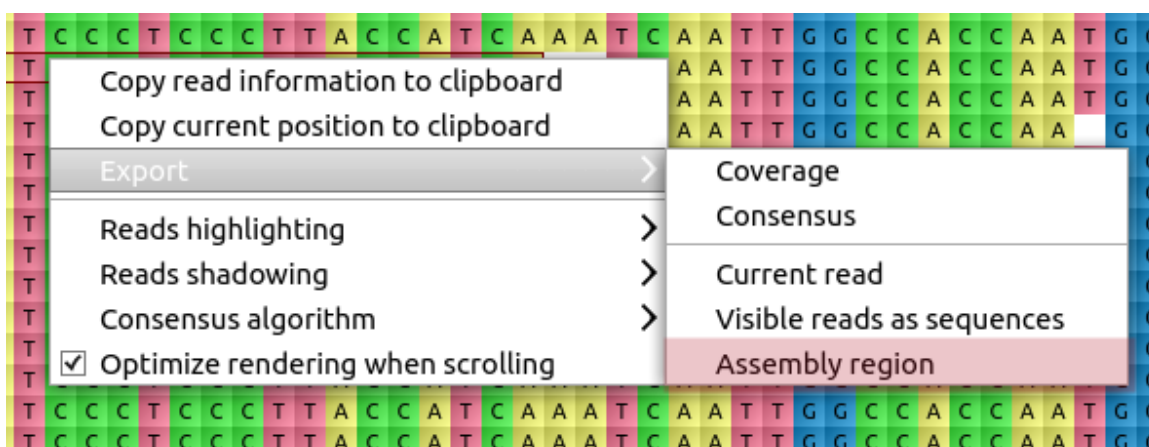 T C C C T C C C T T A C C A T C A A A T C A A T T G G C C A C C A A T G
T A A T T G G C C A C C A A T G
T A A T T G G C C A C C A A T G
T A A T T G G C C A C C A A G
T
T
T
T
T
T
T
T
Copy read information to clipboard
Copy current position to clipboard
Export
Reads highlighting
Reads shadowing
Consensus algorithm
Optimize rendering when scrolling
Coverage
Consensus
Current read
Visible reads as sequences
Assembly region
T C C C T C C C T T A C C A T C A A A T C A A T T G G C C A C C A A T G
T C C C T C C C T T A C C A T C A A A T C A A T T G G C C A C C A A T G